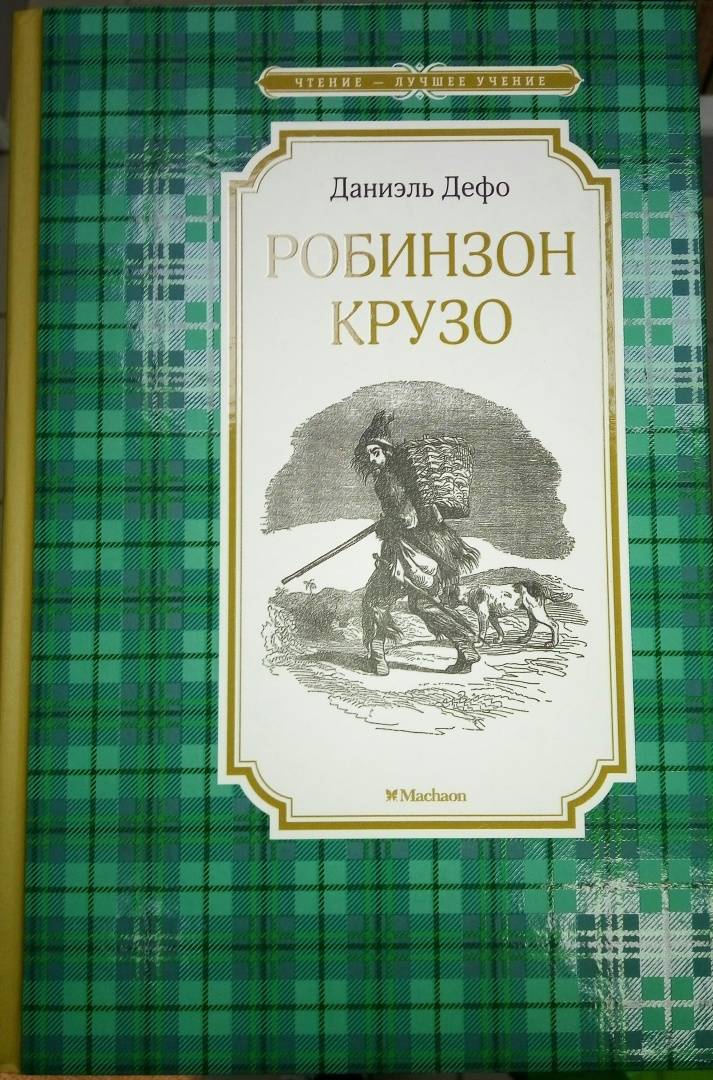 ЧТЕНИЕ — ЛУЧШЕЕ УЧЕНИЕ
Даниэль Дефо
РОБИНЗОН
КРУЗО
Machaon